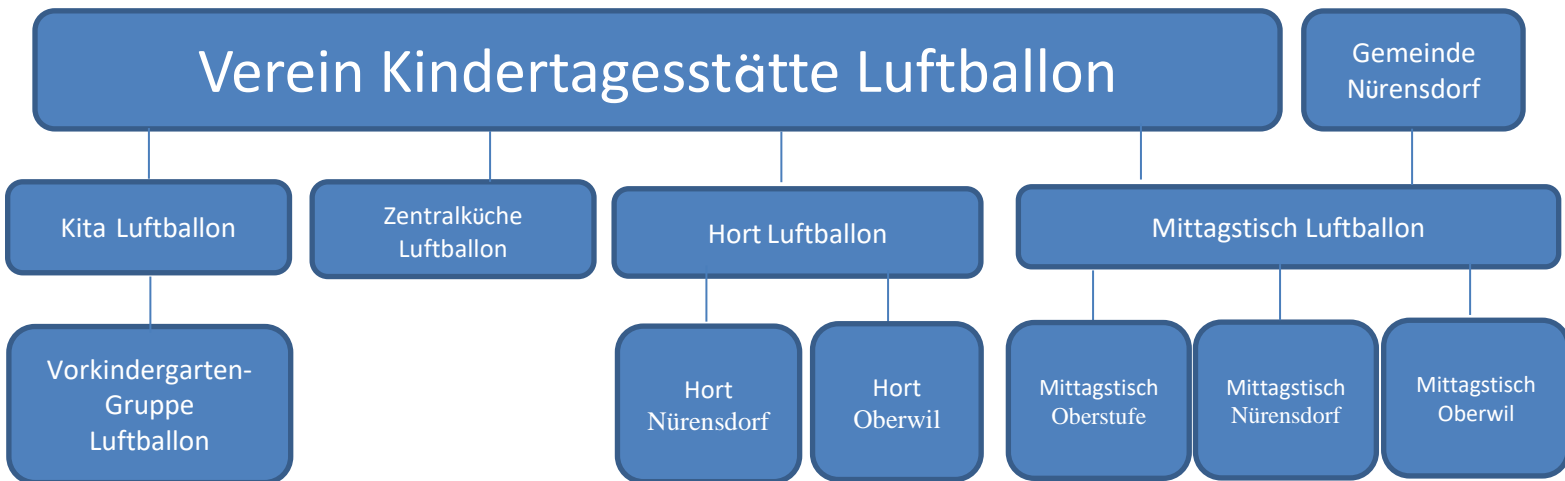 Verein Kindertagesstätte Luftballon
Gemeinde
Nürensdorf
Kita Luftballon
Zentralküche
Luftballon
Hort Luftballon
Mittagstisch Luftballon
Vorkindergarten-
Gruppe
Luftballon
Hort
Nürensdorf
Hort
Oberwil
Mittagstisch
Oberstufe
Mittagstisch
Nürensdorf
Mittagstisch
Oberwil